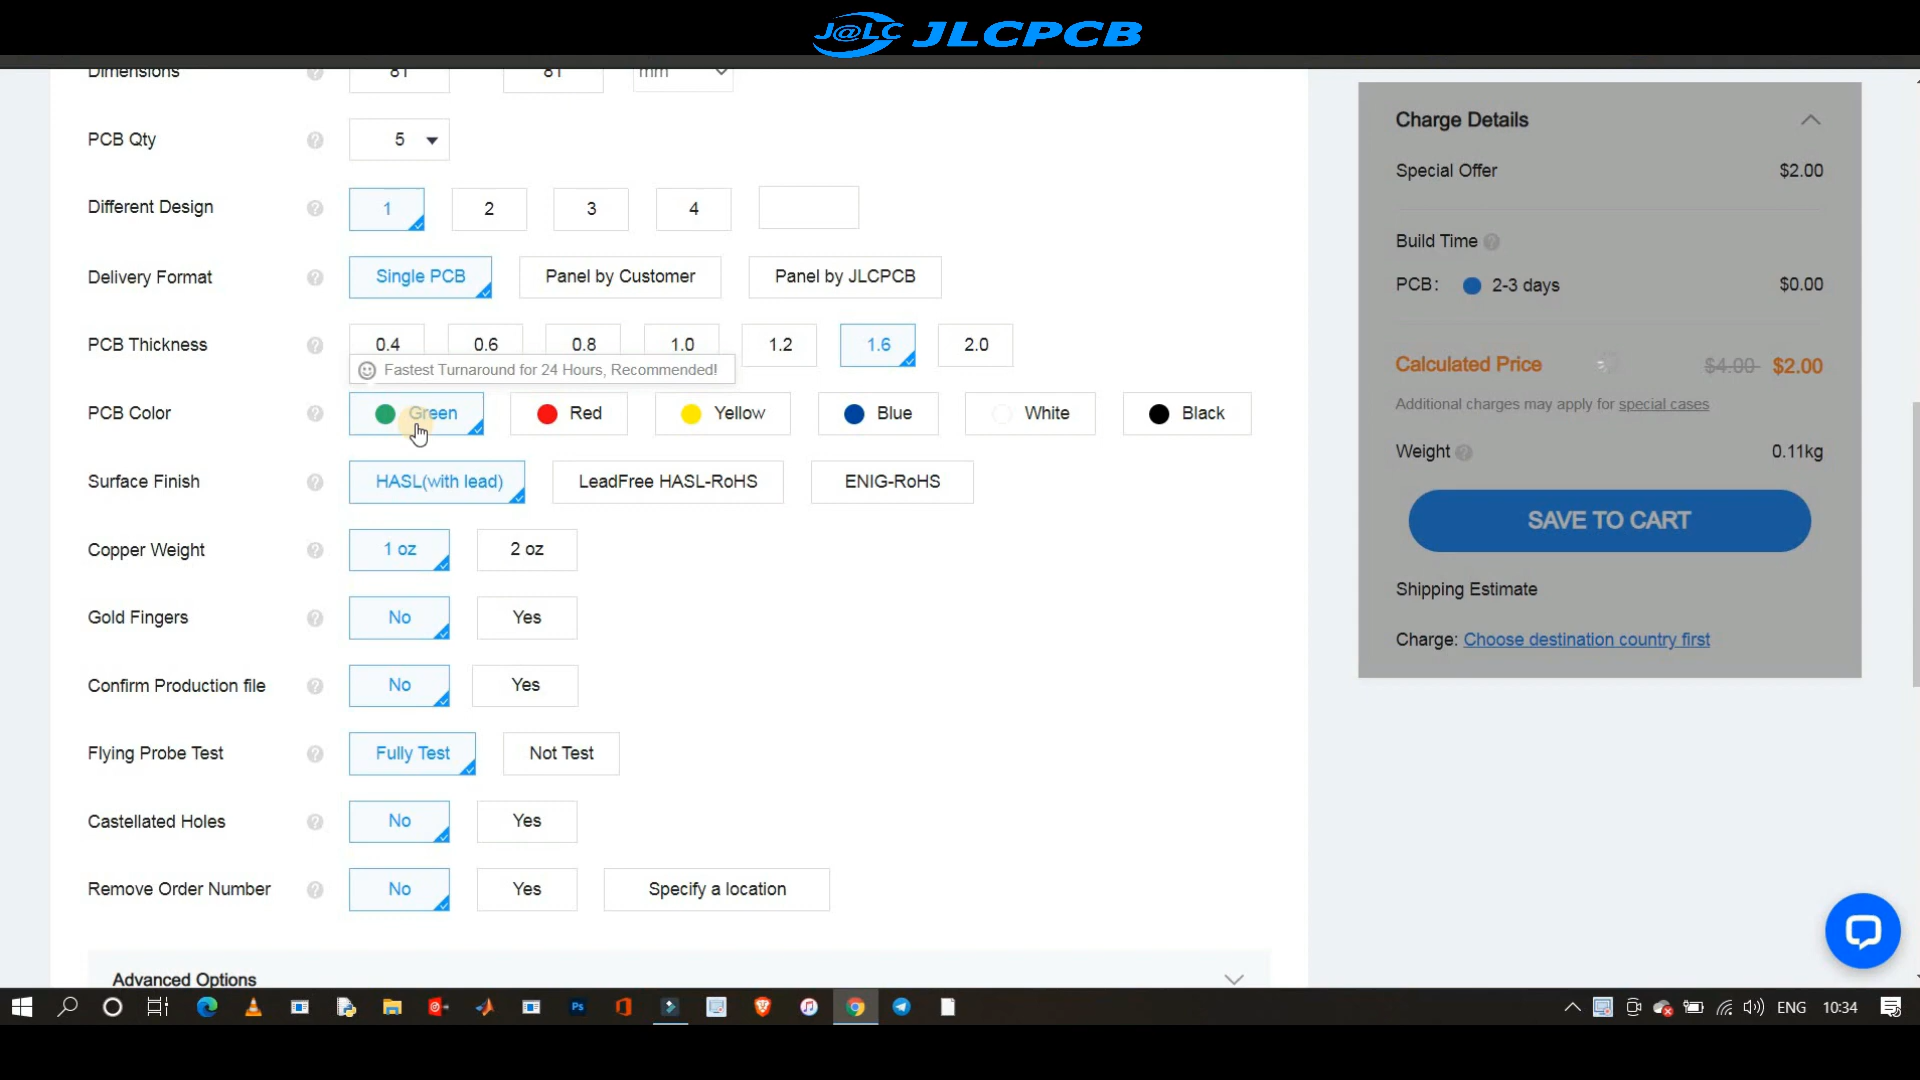 J@LC JLCPCB
Dimensions 81 81 mm
PCB Qty 5
Different Design 1 2 3 4
Delivery Format Single PCB Panel by Customer Panel by JLCPCB
PCB Thickness 0.4 0.6 0.8 1.0 1.2 1.6 2.0
Fastest Turnaround for 24 Hours, Recommended!
PCB Color Green Red Yellow Blue White Black
Surface Finish HASL(with lead) LeadFree HASL-RoHS ENIG-RoHS
Copper Weight 1 oz 2 oz
Gold Fingers No Yes
Confirm Production file No Yes
Flying Probe Test Fully Test Not Test
Castellated Holes No Yes
Remove Order Number No Yes Specify a location
Advanced Options
Charge Details
Special Offer $2.00
Build Time
PCB: 2-3 days $0.00
Calculated Price $4.00 $2.00
Additional charges may apply for special cases
Weight 0.11kg
SAVE TO CART
Shipping Estimate
Charge: Choose destination country first
Ps
ENG 10:34